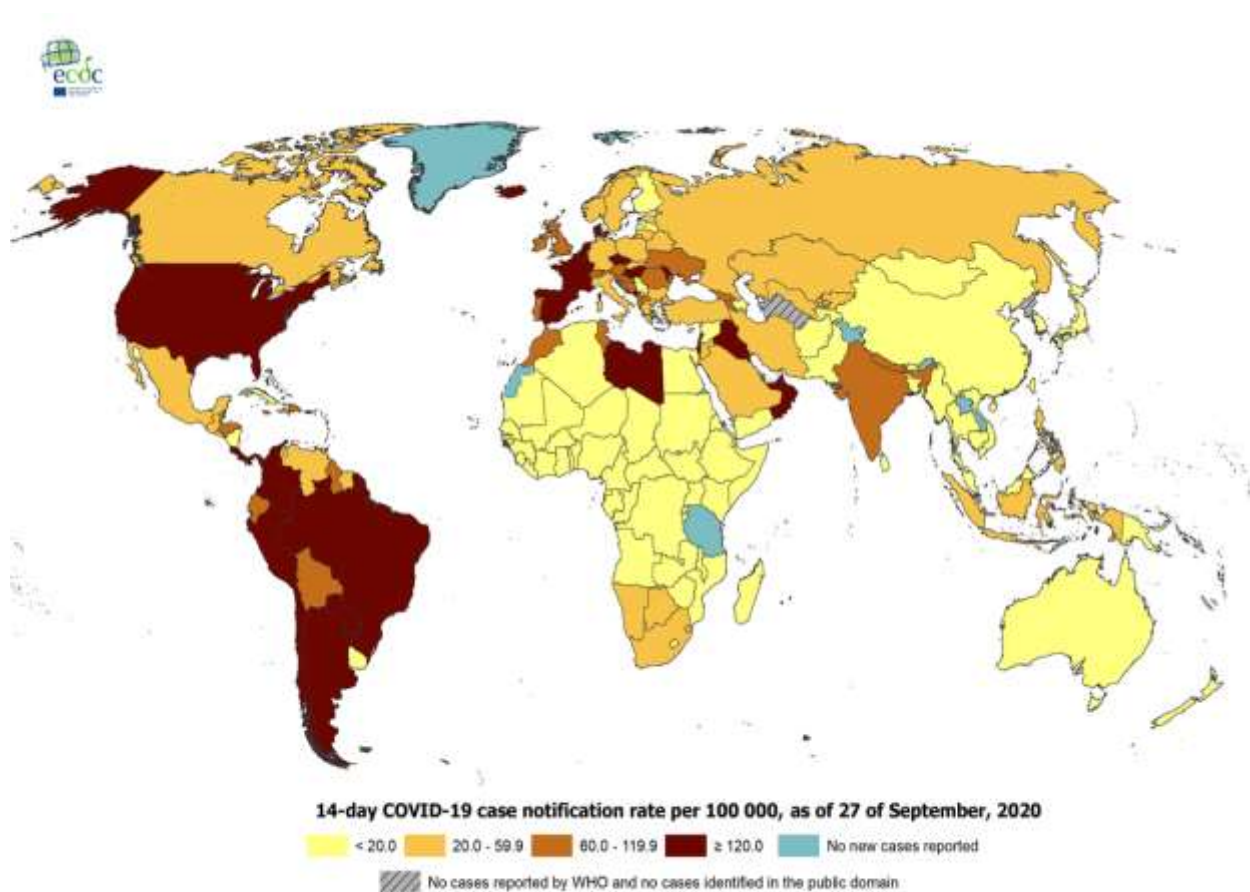 ecdc
14-day COVID-19 case notification rate per 100 000, as of 27 of September, 2020
< 20.0 20.0 - 59.9 60.0 - 119.9 ≥ 120.0 No new cases reported
No cases reported by WHO and no cases identified in the public domain